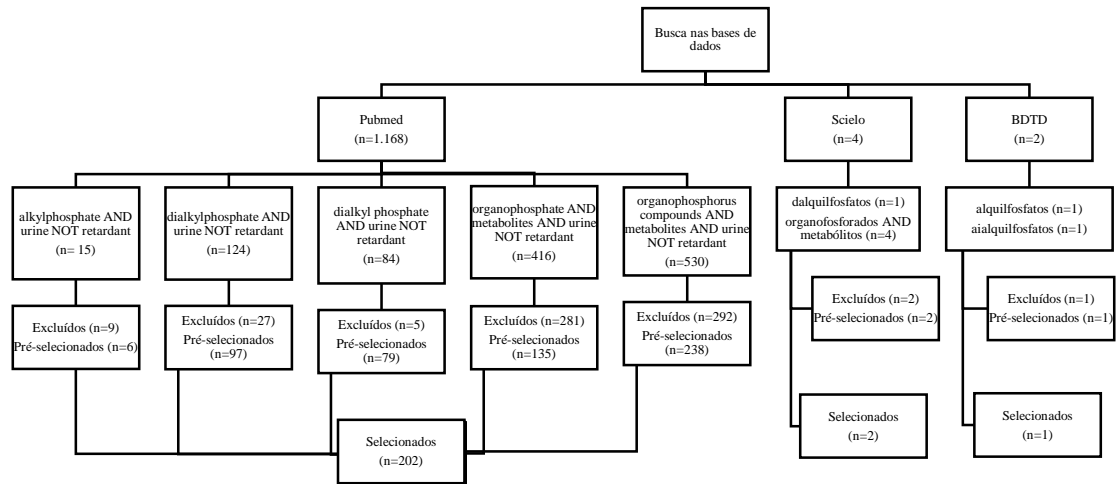 Busca nas bases de
dados
Pubmed
(n=1.168)
Scielo
(n=4)
BDTD
(n=2)
alkylphosphate AND
urine NOT retardant
(n= 15)
dialkylphosphate AND
urine NOT retardant
(n=124)
dialkyl phosphate
AND urine NOT
retardant
(n=84)
organophosphate AND
metabolites AND urine
NOT retardant
(n=416)
organophosphorus
compounds AND
metabolites AND urine
NOT retardant
(n=530)
dalquilfosfatos (n=1)
organofosforados AND
metabólitos (n=4)
alquilfosfatos (n=1)
aialquilfosfatos (n=1)
Excluídos (n=9)
Pré-selecionados (n=6)
Excluídos (n=27)
Pré-selecionados
(n=97)
Excluídos (n=5)
Pré-selecionados
(n=79)
Excluídos (n=281)
Pré-selecionados
(n=135)
Excluídos (n=292)
Pré-selecionados
(n=238)
Excluídos (n=2)
Pré-selecionados (n=2)
Excluídos (n=1)
Pré-selecionados (n=1)
Selecionados
(n=202)
Selecionados
(n=2)
Selecionados
(n=1)